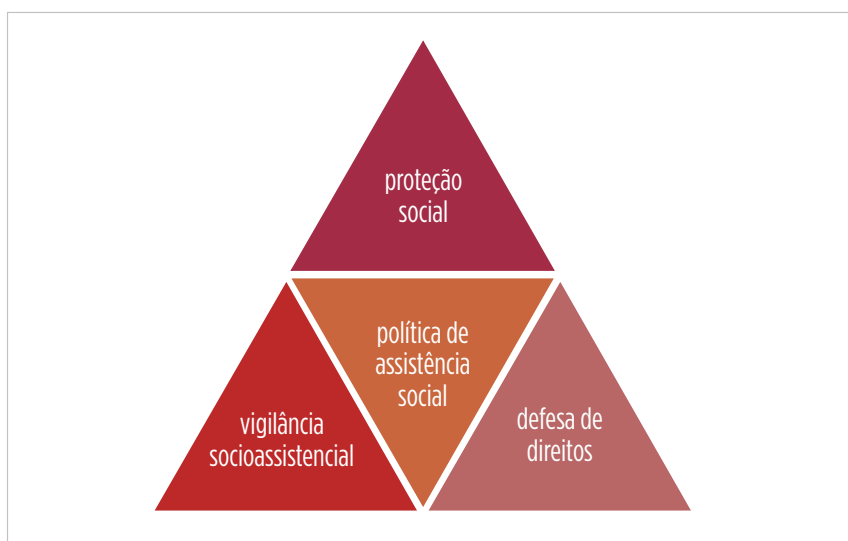 proteção
social
política de
assistência
social
vigilância
socioassistencial
defesa de
direitos